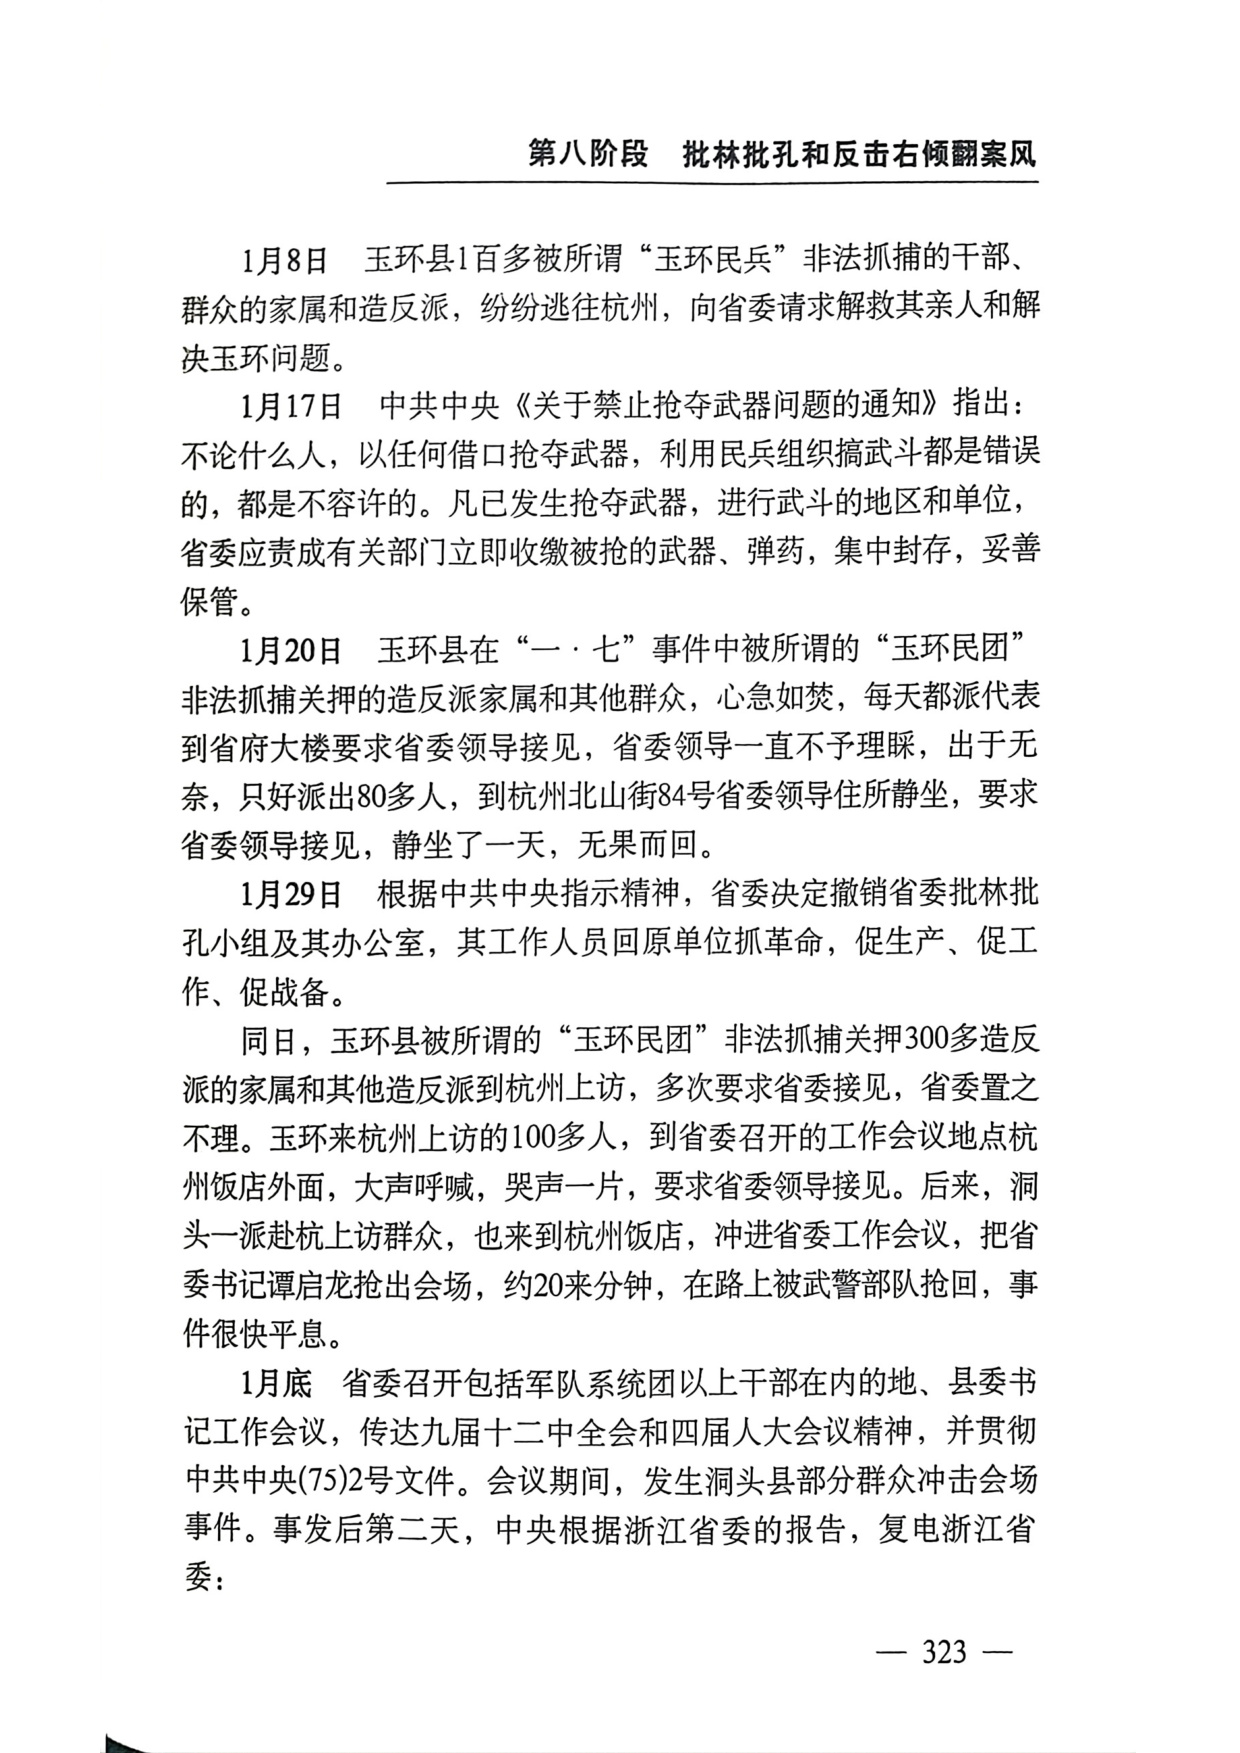 第八阶段 批林批孔和反击右倾翻案风
1月8日 玉环县1百多被所谓“玉环民兵”非法抓捕的干部、
群众的家属和造反派，纷纷逃往杭州，向省委请求解救其亲人和解
决玉环问题。
1月17日 中共中央《关于禁止抢夺武器问题的通知》指出：
不论什么人，以任何借口抢夺武器，利用民兵组织搞武斗都是错误
的，都是不容许的。凡已发生抢夺武器，进行武斗的地区和单位，
省委应责成有关部门立即收缴被抢的武器、弹药，集中封存，妥善
保管。
1月20日 玉环县在“一·七”事件中被所谓的“玉环民团”
非法抓捕关押的造反派家属和其他群众，心急如焚，每天都派代表
到省府大楼要求省委领导接见，省委领导一直不予理睬，出于无
奈，只好派出80多人，到杭州北山街84号省委领导住所静坐，要求
省委领导接见，静坐了一天，无果而回。
1月29日 根据中共中央指示精神，省委决定撤销省委批林批
孔小组及其办公室，其工作人员回原单位抓革命，促生产、促工
作、促战备。
同日，玉环县被所谓的“玉环民团”非法抓捕关押300多造反
派的家属和其他造反派到杭州上访，多次要求省委接见，省委置之
不理。玉环来杭州上访的100多人，到省委召开的工作会议地点杭
州饭店外面，大声呼喊，哭声一片，要求省委领导接见。后来，洞
头一派赴杭上访群众，也来到杭州饭店，冲进省委工作会议，把省
委书记谭启龙抢出会场，约20来分钟，在路上被武警部队抢回，事
件很快平息。
1月底 省委召开包括军队系统团以上干部在内的地、县委书
记工作会议，传达九届十二中全会和四届人大会议精神，并贯彻
中共中央(75)2号文件。会议期间，发生洞头县部分群众冲击会场
事件。事发后第二天，中央根据浙江省委的报告，复电浙江省
委：
— 323 —